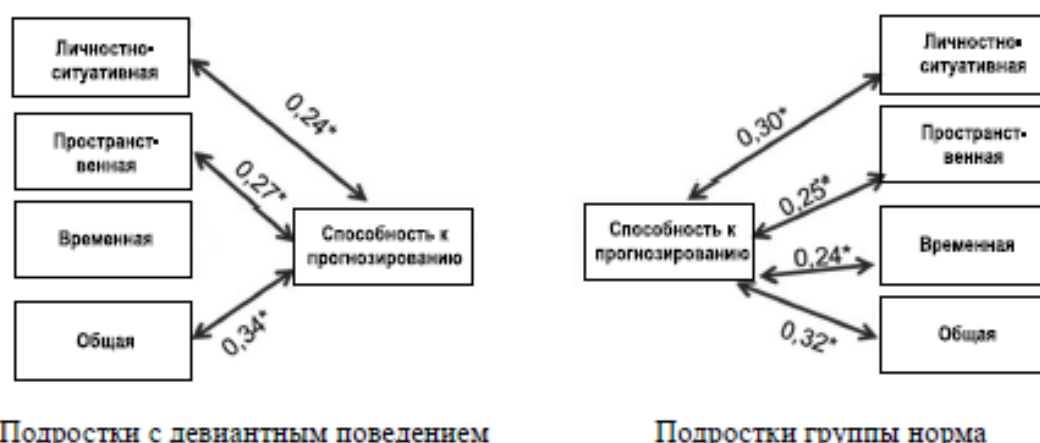 Личностно-
ситуативная
0,24*
Пространст-
венная
0,27*
Временная
Способность к
прогнозированию
Общая
0,34*
Подростки с девиантным поведением
Личностно-
ситуативная
0,30*
Пространст-
венная
0,25*
Способность к
прогнозированию
0,24*
Временная
0,32*
Общая
Подростки группы норма